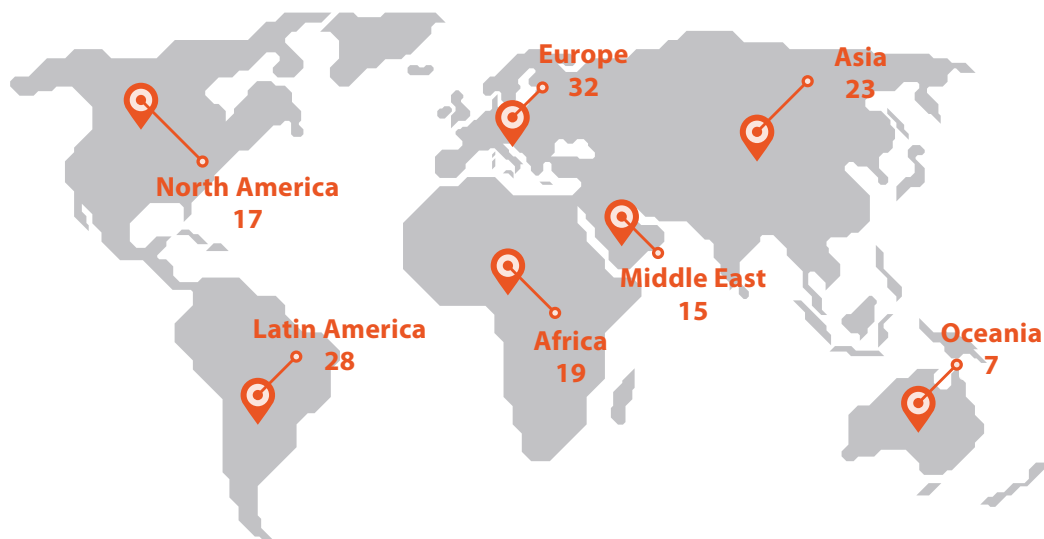 Europe
32
Asia
23
North America
17
Middle East
15
Latin America
28
Africa
19
Oceania
7